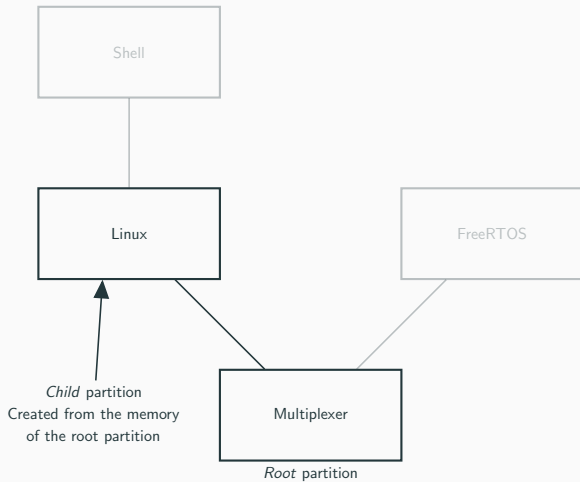 Shell
Linux
FreeRTOS
Child partition
Created from the memory
of the root partition
Multiplexer
Root partition